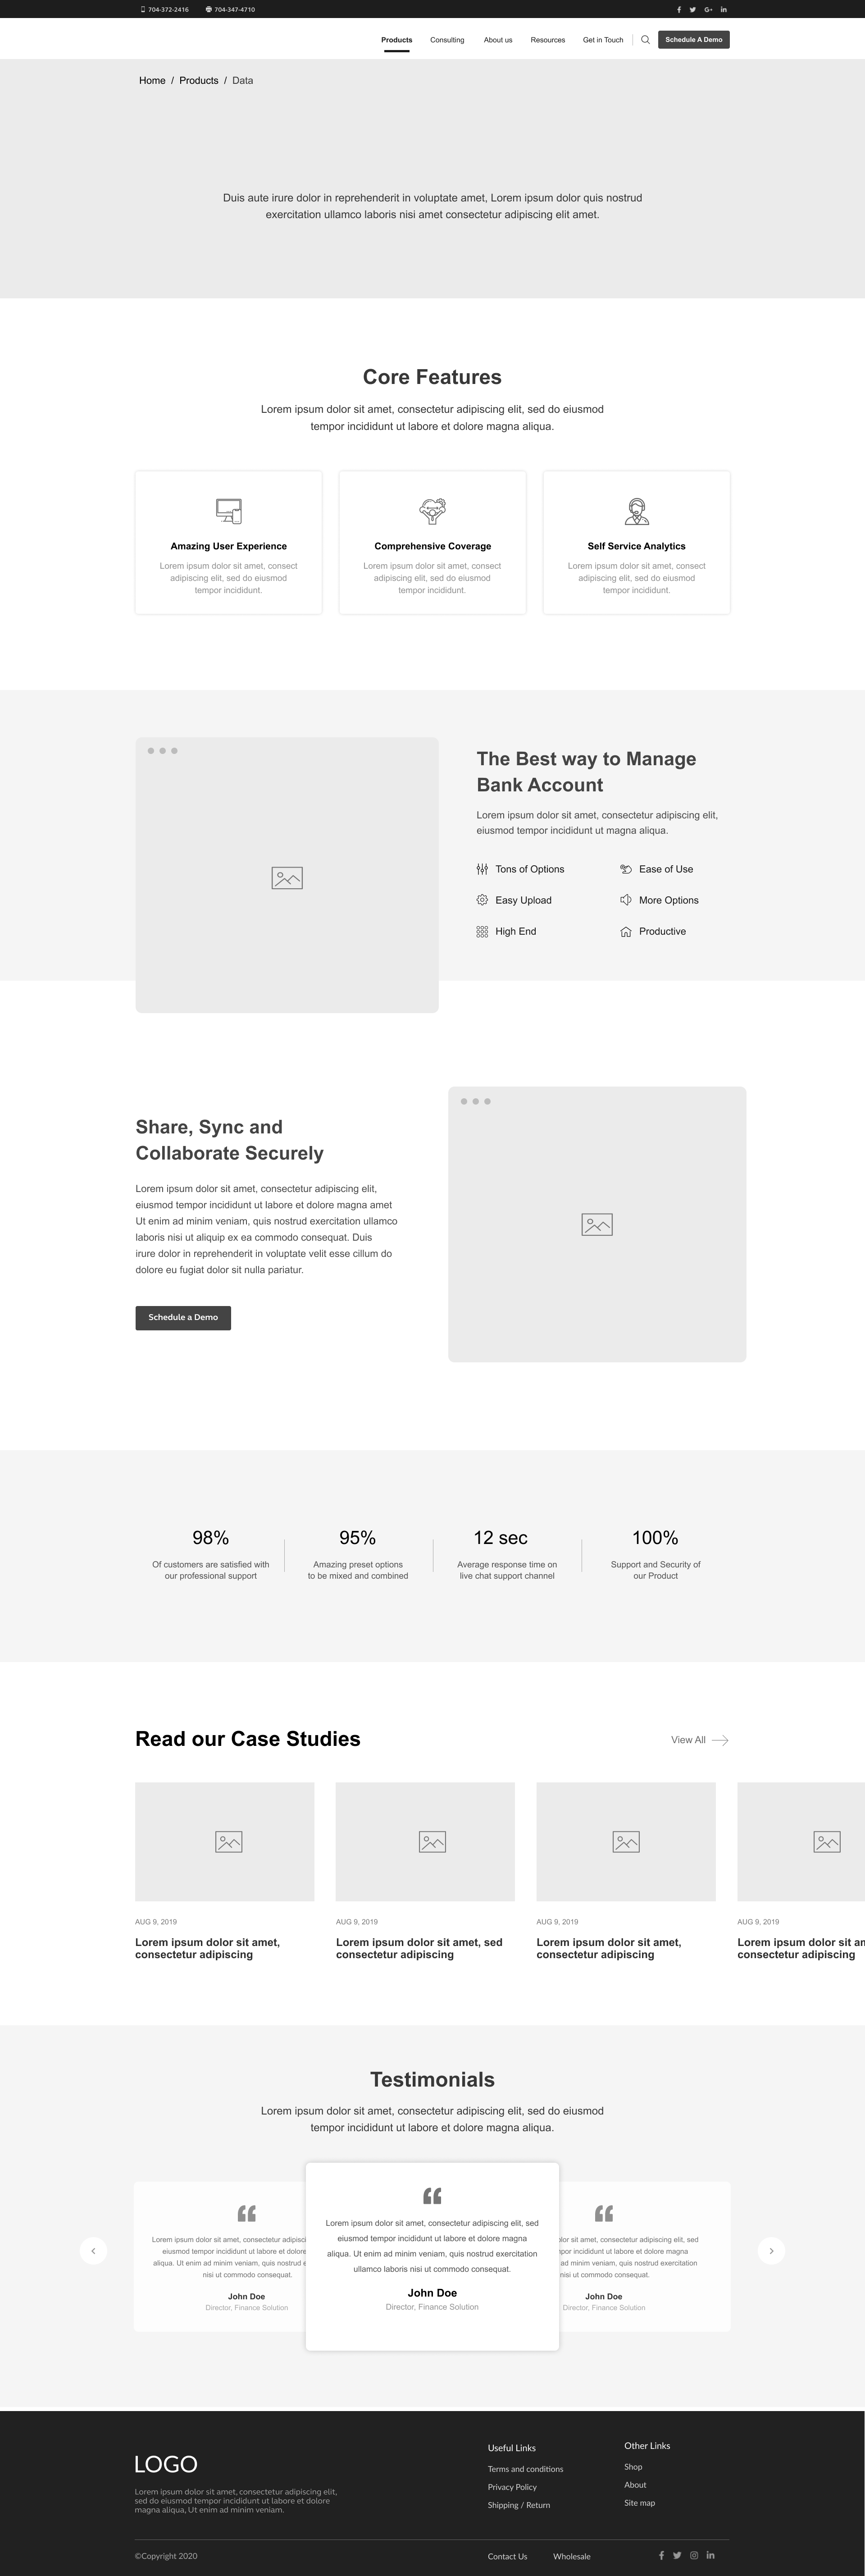 704-372-2416
704-347-4710
Products Consulting About us Resources Get in Touch Schedule A Demo
Home / Products / Data
Duis aute irure dolor in reprehenderit in voluptate amet, Lorem ipsum dolor quis nostrud
exercitation ullamco laboris nisi amet consectetur adipiscing elit amet.
Core Features
Lorem ipsum dolor sit amet, consectetur adipiscing elit, sed do eiusmod
tempor incididunt ut labore et dolore magna aliqua.
Amazing User Experience
Lorem ipsum dolor sit amet, consect
adipiscing elit, sed do eiusmod
tempor incididunt.
Comprehensive Coverage
Lorem ipsum dolor sit amet, consect
adipiscing elit, sed do eiusmod
tempor incididunt.
Self Service Analytics
Lorem ipsum dolor sit amet, consect
adipiscing elit, sed do eiusmod
tempor incididunt.
The Best way to Manage
Bank Account
Lorem ipsum dolor sit amet, consectetur adipiscing elit,
eiusmod tempor incididunt ut magna aliqua.
Tons of Options
Ease of Use
Easy Upload
More Options
High End
Productive
Share, Sync and
Collaborate Securely
Lorem ipsum dolor sit amet, consectetur adipiscing elit,
eiusmod tempor incididunt ut labore et dolore magna amet
Ut enim ad minim veniam, quis nostrud exercitation ullamco
laboris nisi ut aliquip ex ea commodo consequat. Duis
irure dolor in reprehenderit in voluptate velit esse cillum do
dolore eu fugiat dolor sit nulla pariatur.
Schedule a Demo
98%
Of customers are satisfied with
our professional support
95%
Amazing preset options
to be mixed and combined
12 sec
Average response time on
live chat support channel
100%
Support and Security of
our Product
Read our Case Studies
View All
AUG 9, 2019
Lorem ipsum dolor sit amet,
consectetur adipiscing
AUG 9, 2019
Lorem ipsum dolor sit amet, sed
consectetur adipiscing
AUG 9, 2019
Lorem ipsum dolor sit amet,
consectetur adipiscing
AUG 9, 2019
Lorem ipsum dolor sit
consectetur adipiscing
Testimonials
Lorem ipsum dolor sit amet, consectetur adipiscing elit, sed do eiusmod
tempor incididunt ut labore et dolore magna aliqua.
Lorem ipsum dolor sit amet, consectetur
eiusmod tempor incididunt ut labore et dolore
aliqua. Ut enim ad minim veniam, quis nostrud
nisi ut commodo consequat.
John Doe
Director, Finance Solution
Lorem ipsum dolor sit amet, consectetur adipiscing elit, sed
eiusmod tempor incididunt ut labore et dolore magna
aliqua. Ut enim ad minim veniam, quis nostrud exercitation
ullamco laboris nisi ut commodo consequat.
John Doe
Director, Finance Solution
sit amet, consectetur adipiscing elit, sed
incididunt ut labore et dolore magna
ad minim veniam, quis nostrud exercitation
nisi ut commodo consequat.
John Doe
Director, Finance Solution
LOGO
Lorem ipsum dolor sit amet, consectetur adipiscing elit,
sed do eiusmod tempor incididunt ut labore et dolore
magna aliqua, Ut enim ad minim veniam.
Useful Links
Terms and conditions
Privacy Policy
Shipping / Return
Other Links
Shop
About
Site map
©Copyright 2020
Contact Us
Wholesale